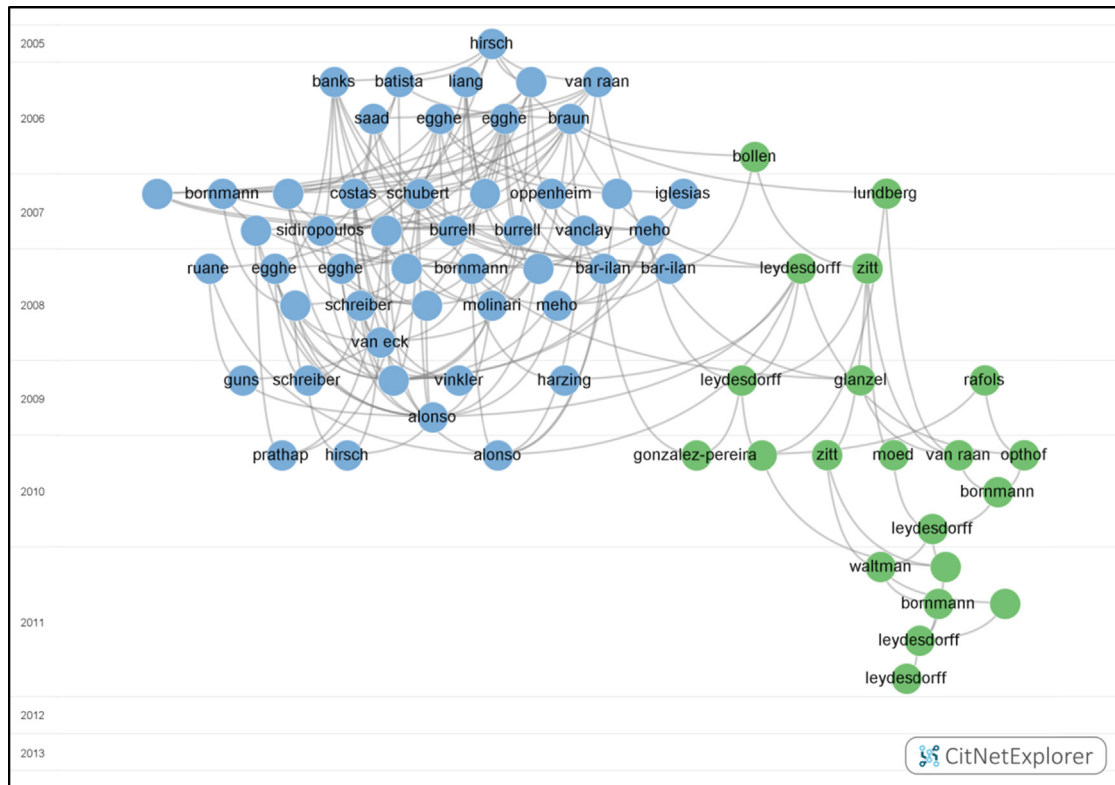 2005
hirsch
banks batista liang van raan
2006
saad egghe egghe braun
bollen
bornmann costas schubert oppenheim iglesias lundberg
2007
sidiropoulos burrell burrell vanclay meho
ruane egghe egghe bornmann bar-ilan bar-ilan leydesdorff zitt
2008
schreiber molinari meho
van eck
guns schreiber vinkler harzing leydesdorff glanzel rafols
2009
alonso
prathap hirsch alonso gonzalez-pereira zitt moed van raan opthof
2010
bornmann
leydesdorff
waltman
bornmann
2011
leydesdorff
leydesdorff
2012
2013
CitNetExplorer